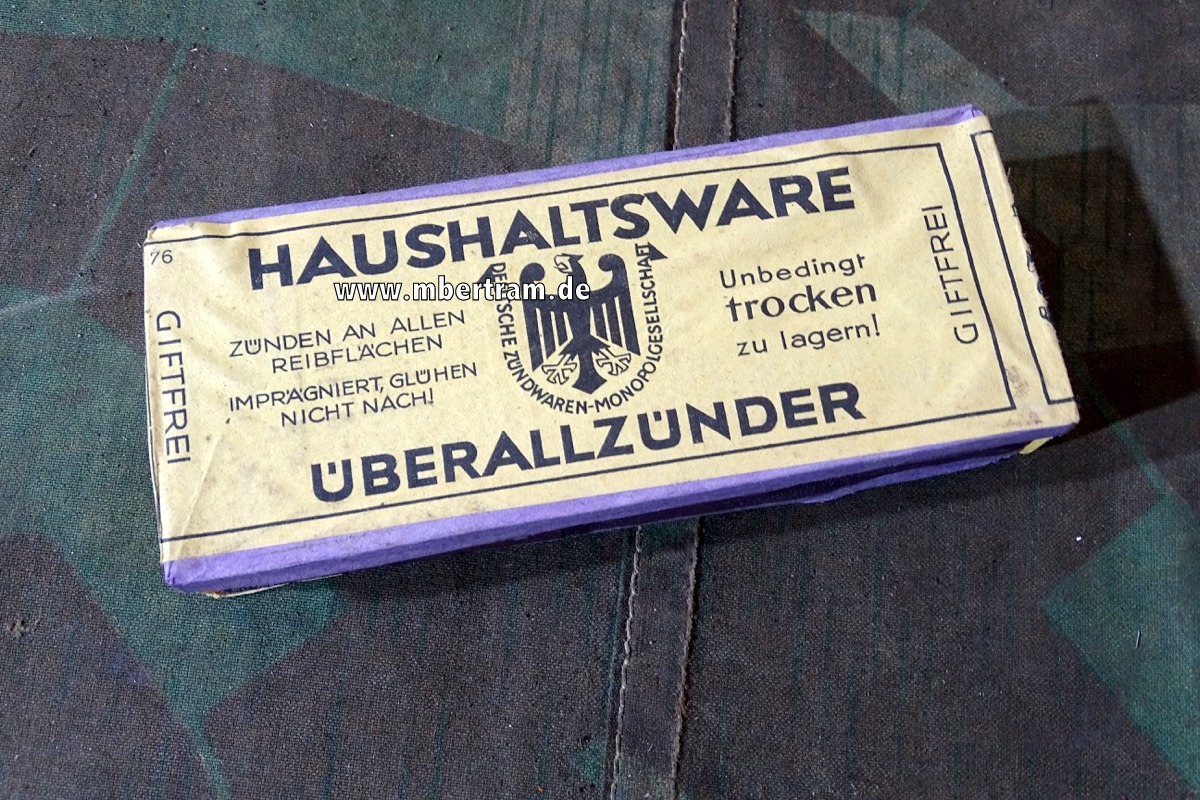 HAUSHALTSWARE
76
www.mbertram.de
GIFTFREI
ZÜNDEN AN ALLEN
REIBFLÄCHEN
IMPRÄGNIERT, GLÜHEN
NICHT NACH!
DEUTSCHE ZÜNDWAREN-MONOPOLGESELLSCHAFT
Unbedingt
trocken
zu lagern!
GIFTFREI
ÜBERALLZÜNDER